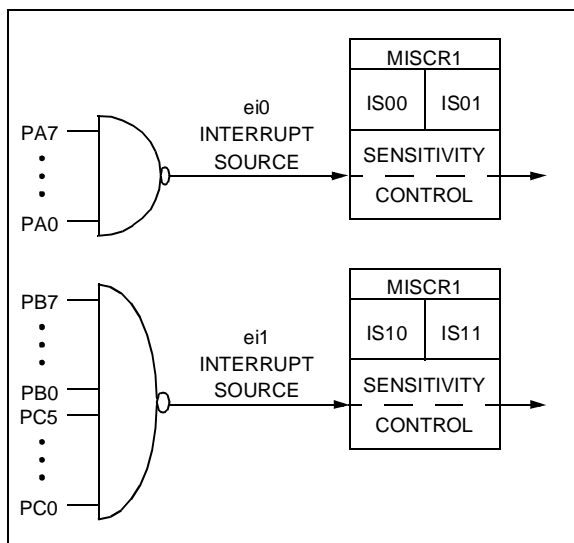 MISCR1
IS00 IS01
ei0
INTERRUPT
SOURCE
PA7
PA0
SENSITIVITY
CONTROL
MISCR1
IS10 IS11
ei1
INTERRUPT
SOURCE
PB7
PB0
PC5
PC0
SENSITIVITY
CONTROL